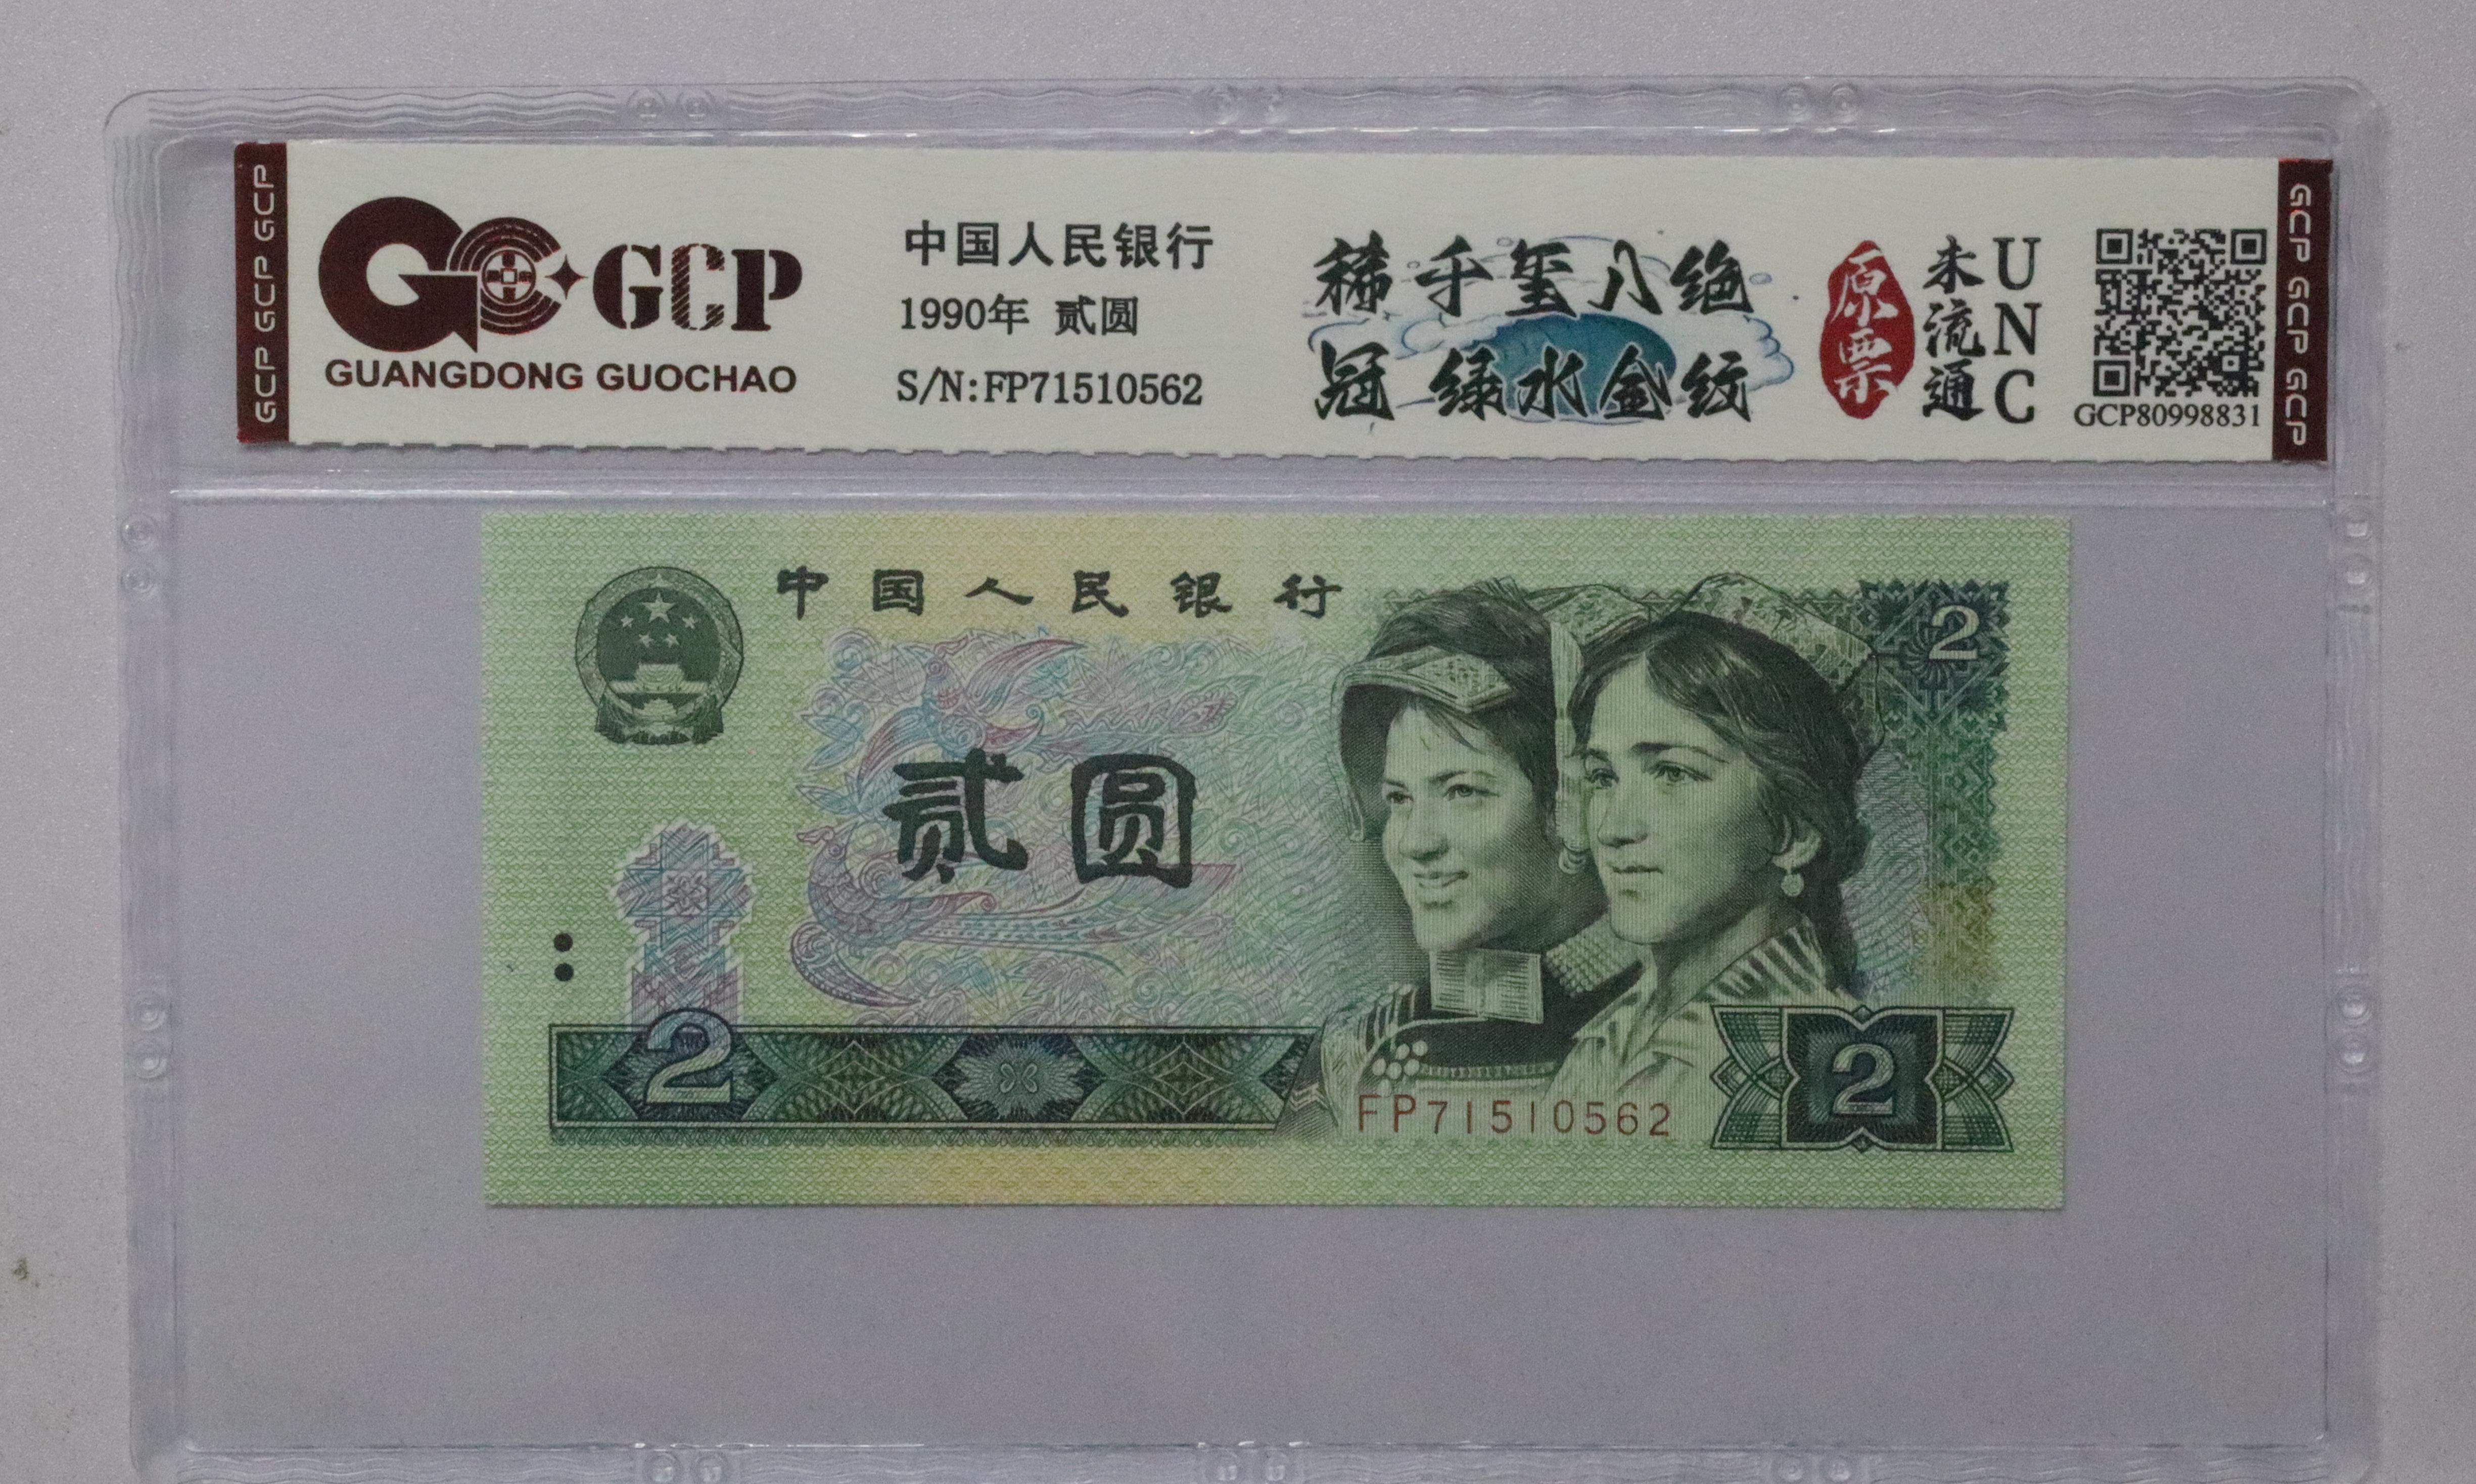 GCP GCP GCP
GCP
GUANGDONG GUOCHAO
中国人民银行
1990年 贰圆
S/N:FP71510562
稀千玺八绝
冠绿水金纹
原票
未流通
UNC
GCP80998831
GCP GCP GCP
中国人民银行
2
贰圆
2
FP71510562
2